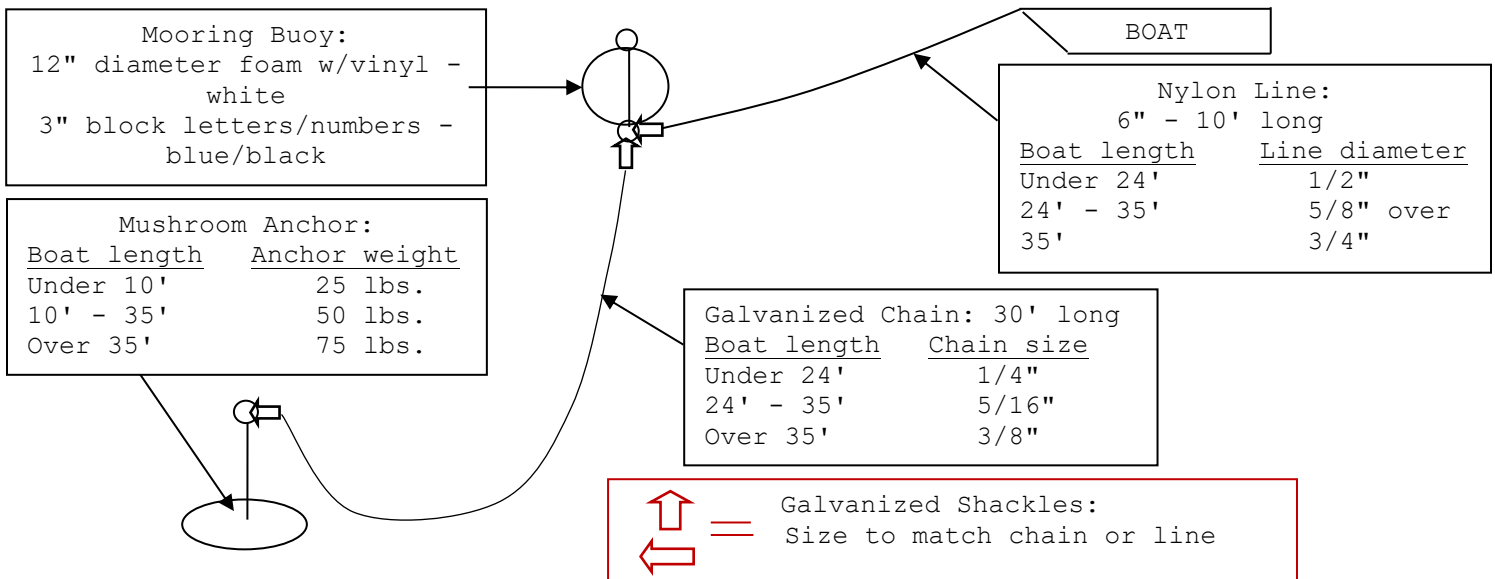 Mooring Buoy:
12" diameter foam w/vinyl -
white
3" block letters/numbers -
blue/black
BOAT
Nylon Line:
6" - 10' long
Boat length Line diameter
Under 24' 1/2"
24' - 35' 5/8" over
35' 3/4"
Mushroom Anchor:
Boat length Anchor weight
Under 10' 25 lbs.
10' - 35' 50 lbs.
Over 35' 75 lbs.
Galvanized Chain: 30' long
Boat length Chain size
Under 24' 1/4"
24' - 35' 5/16"
Over 35' 3/8"
Galvanized Shackles:
Size to match chain or line